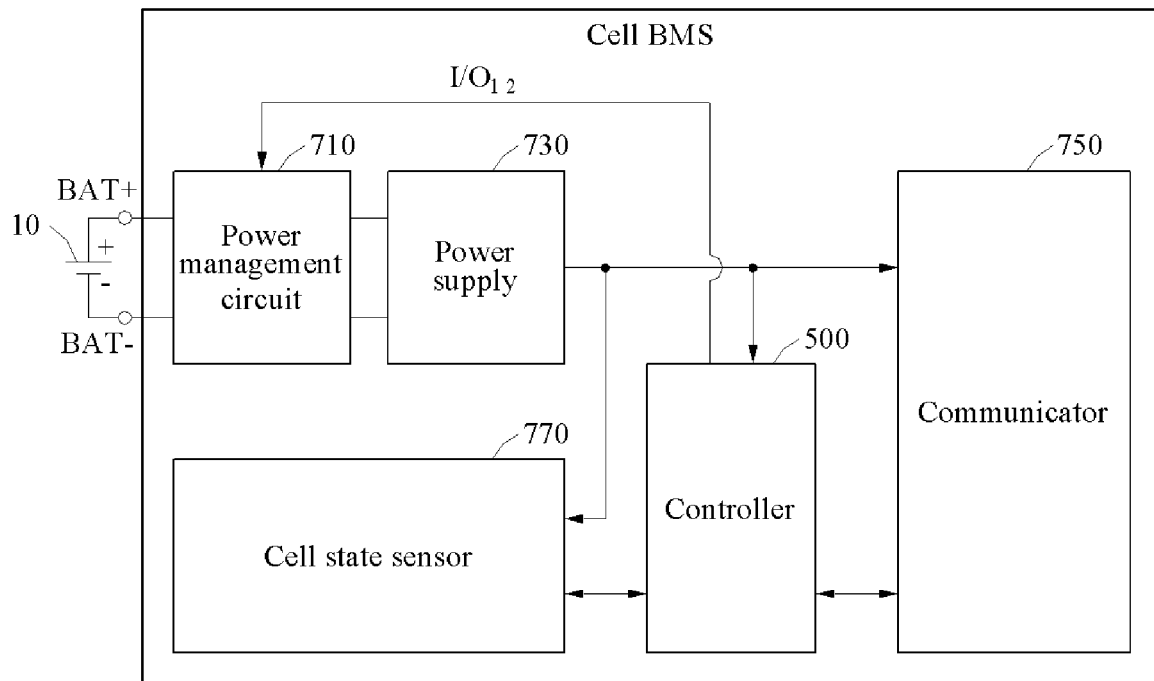 Cell BMS
I/O1 2
710
730
750
BAT+
10
+
-
BAT-
Power
management
circuit
Power
supply
500
Communicator
770
Controller
Cell state sensor